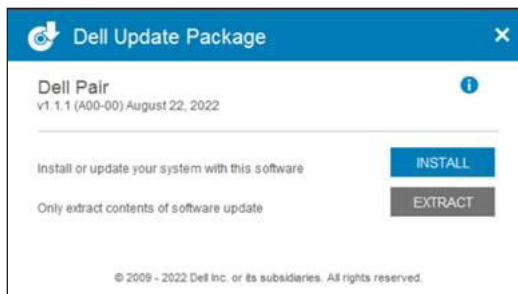 Dell Update Package
Dell Pair
v1.1.1 (A00-00) August 22, 2022
Install or update your system with this software
INSTALL
Only extract contents of software update
EXTRACT
© 2009 - 2022 Dell Inc. or its subsidiaries. All rights reserved.